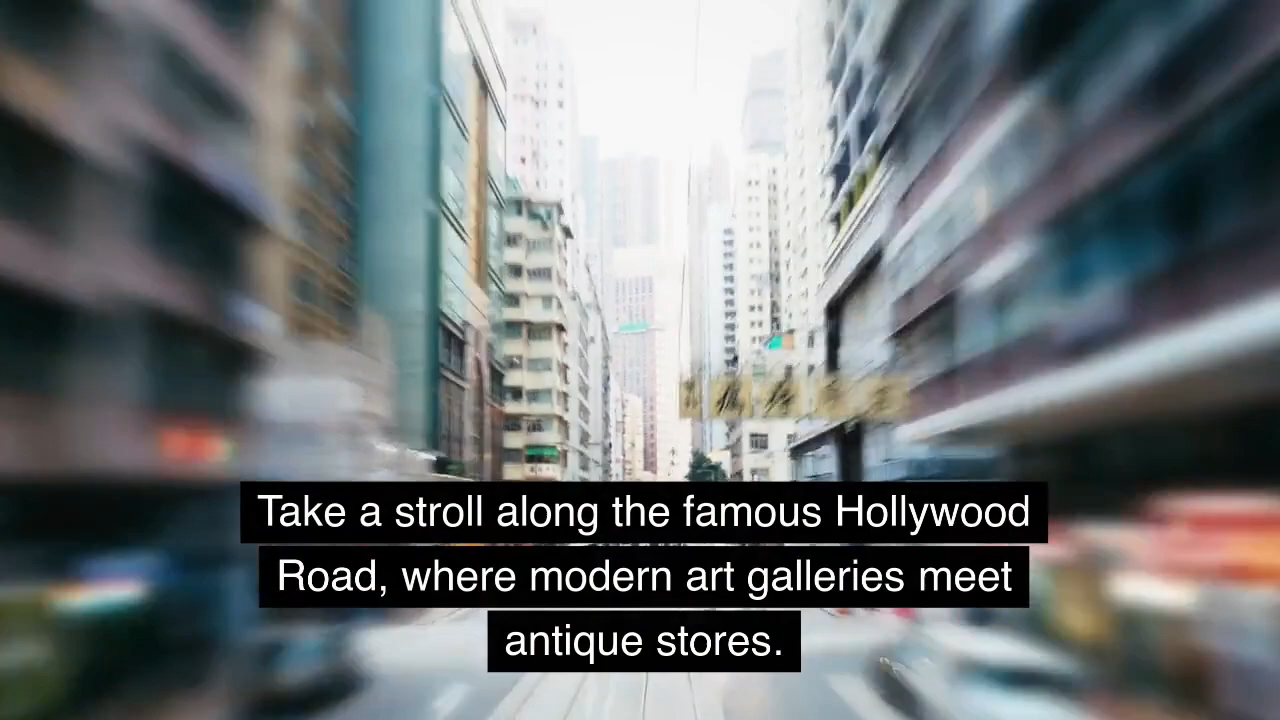 Take a stroll along the famous Hollywood
Road, where modern art galleries meet
antique stores.